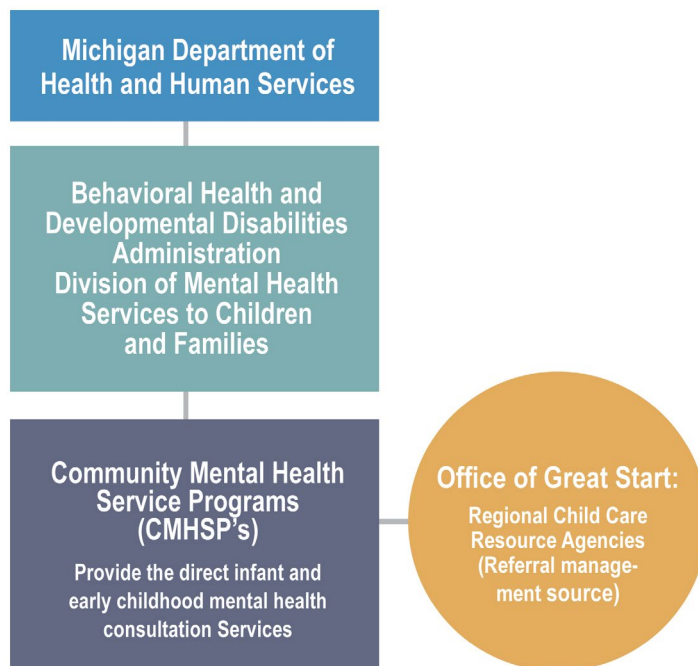 Michigan Department of
Health and Human Services
Behavioral Health and
Developmental Disabilities
Administration
Division of Mental Health
Services to Children
and Families
Community Mental Health
Service Programs
(CMHSP's)
Provide the direct infant and
early childhood mental health
consultation Services
Office of Great Start:
Regional Child Care
Resource Agencies
(Referral manage-
ment source)